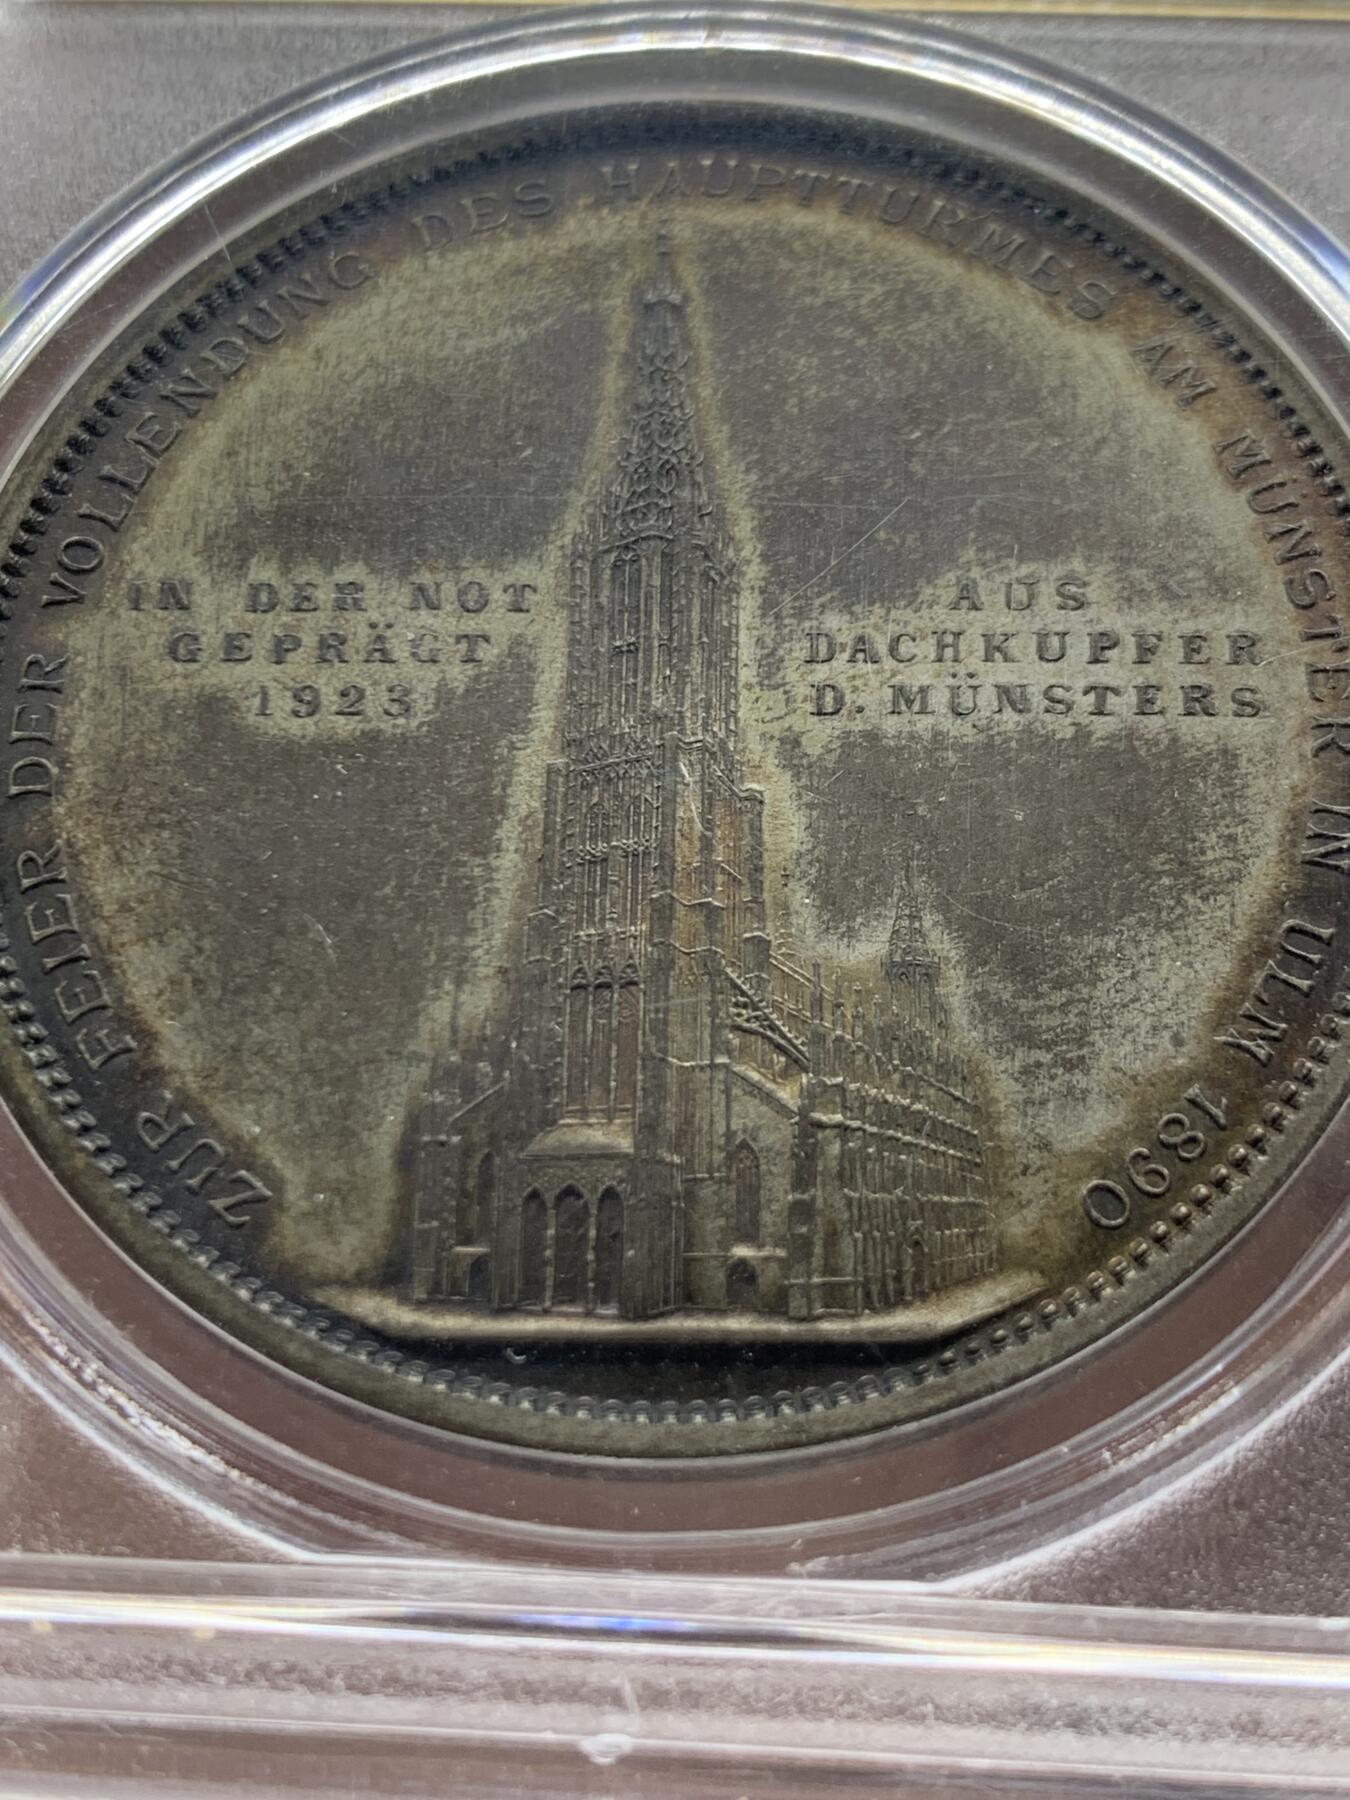 ZUR FEIER DER VOLLENDUNG DES HAUPTTURMES AM MÜNSTER IN ULM 1890
IN DER NOT
GEPRÄGT
1923
AUS
DACHKUPFER
D. MÜNSTERS